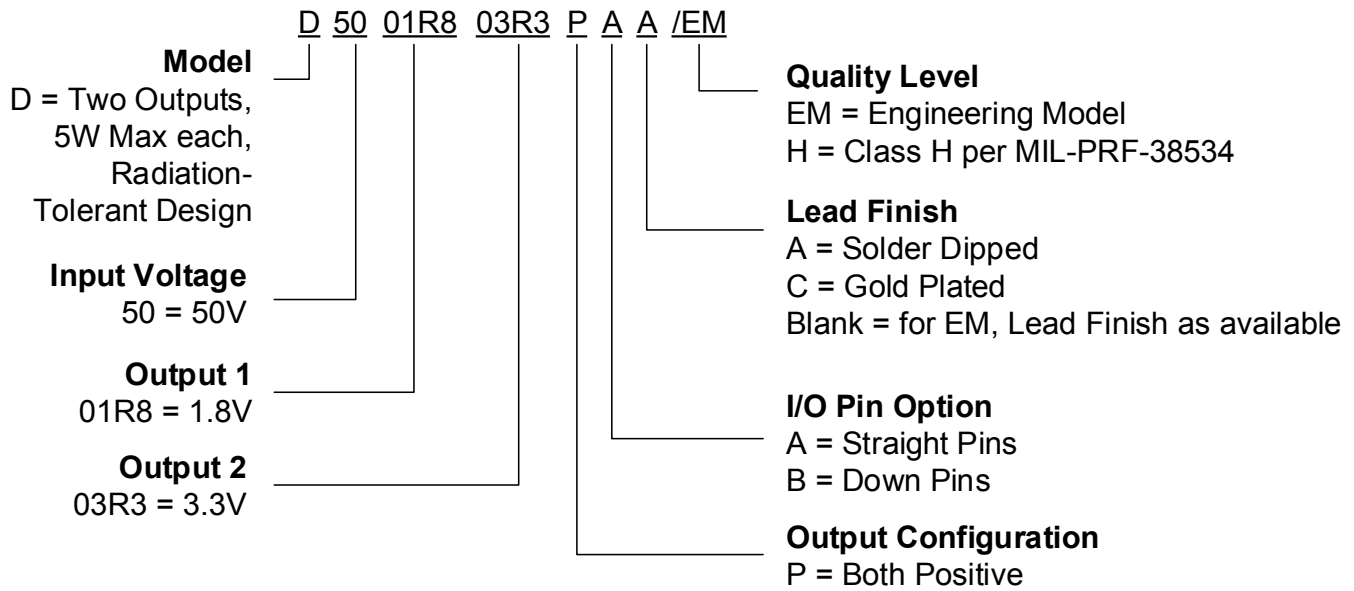 D 50 01R8 03R3 P A A /EM
Model
D = Two Outputs,
5W Max each,
Radiation-
Tolerant Design
Input Voltage
50 = 50V
Output 1
01R8 = 1.8V
Output 2
03R3 = 3.3V
Quality Level
EM = Engineering Model
H = Class H per MIL-PRF-38534
Lead Finish
A = Solder Dipped
C = Gold Plated
Blank = for EM, Lead Finish as available
I/O Pin Option
A = Straight Pins
B = Down Pins
Output Configuration
P = Both Positive